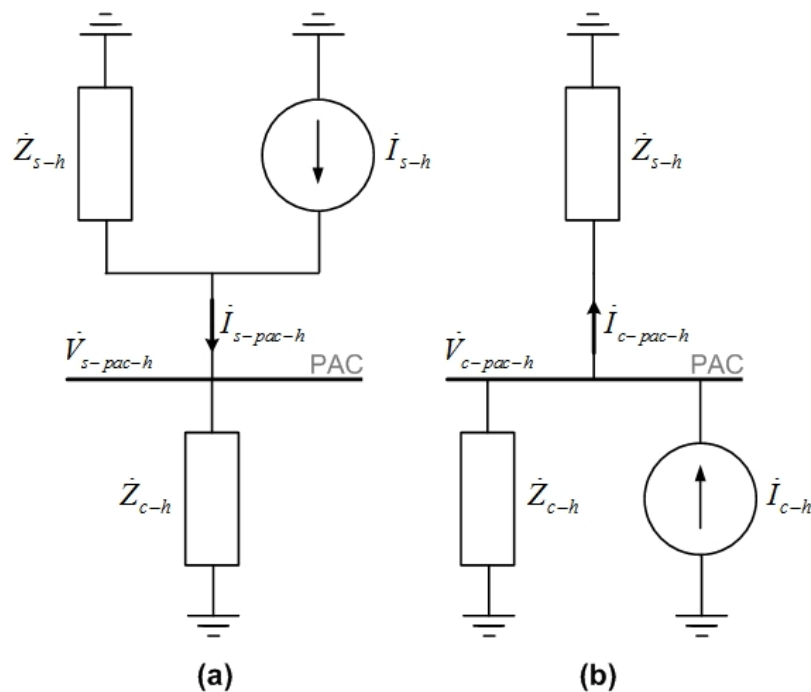 Ż_{s-h}
İ_{s-h}
Ż_{s-h}
İ_{s-pac-h}
İ_{c-pac-h}
V̇_{s-pac-h}
PAC
V̇_{c-pac-h}
PAC
Ż_{c-h}
Ż_{c-h}
İ_{c-h}
(a)
(b)